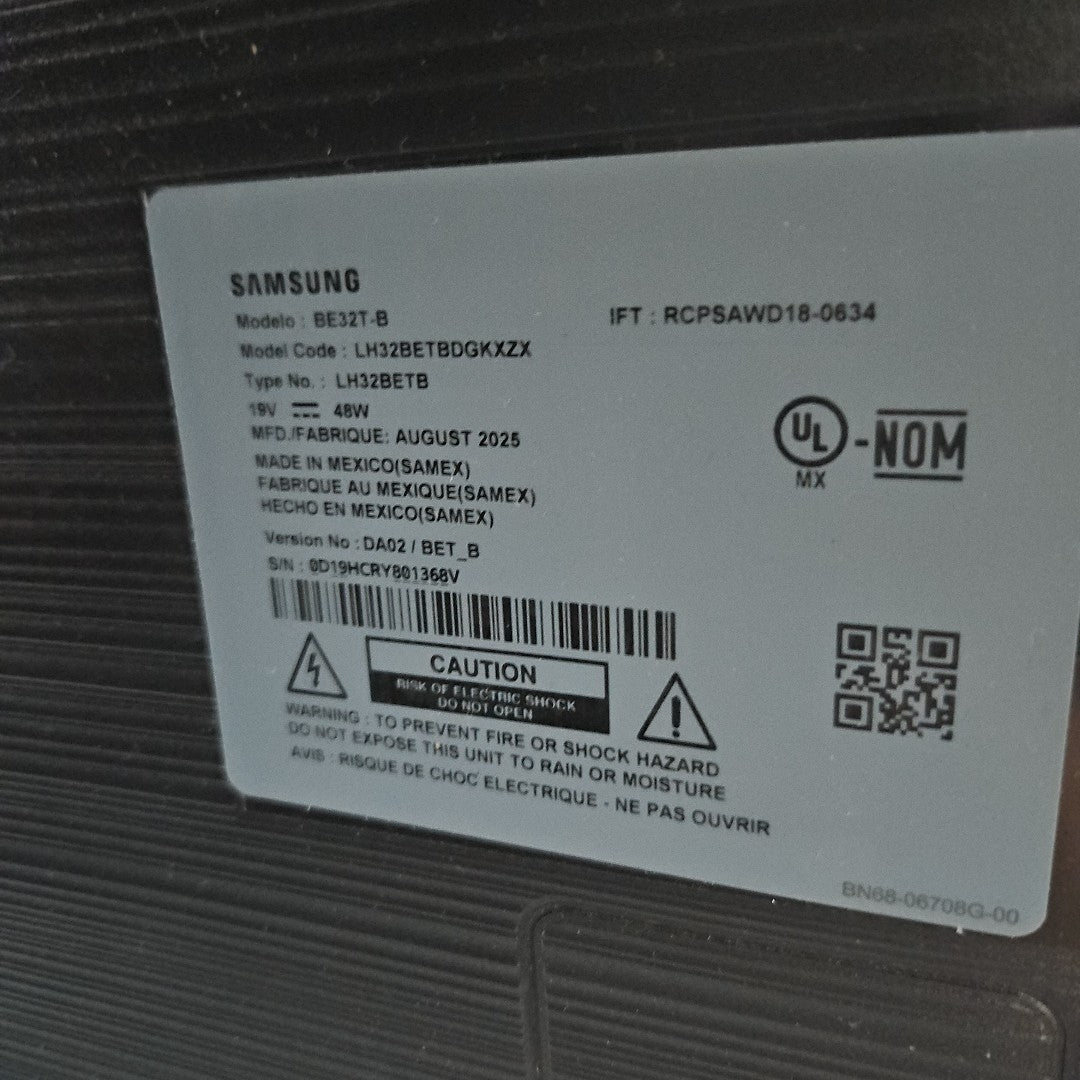 SAMSUNG
Modelo : BE32T-B
IFT : RCPSAWD18-0634
Model Code : LH32BETBDGKXZX
Type No. : LH32BETB
19V 48W
MFD./FABRIQUE: AUGUST 2025
MADE IN MEXICO(SAMEX)
FABRIQUE AU MEXIQUE(SAMEX)
HECHO EN MEXICO(SAMEX)
UL-NOM
MX
Version No : DA02 / BET_B
S/N : 0D19HCRY801368V
CAUTION
RISK OF ELECTRIC SHOCK
DO NOT OPEN
WARNING : TO PREVENT FIRE OR SHOCK HAZARD
DO NOT EXPOSE THIS UNIT TO RAIN OR MOISTURE
AVIS : RISQUE DE CHOC ELECTRIQUE - NE PAS OUVRIR
BN68-06708G-00